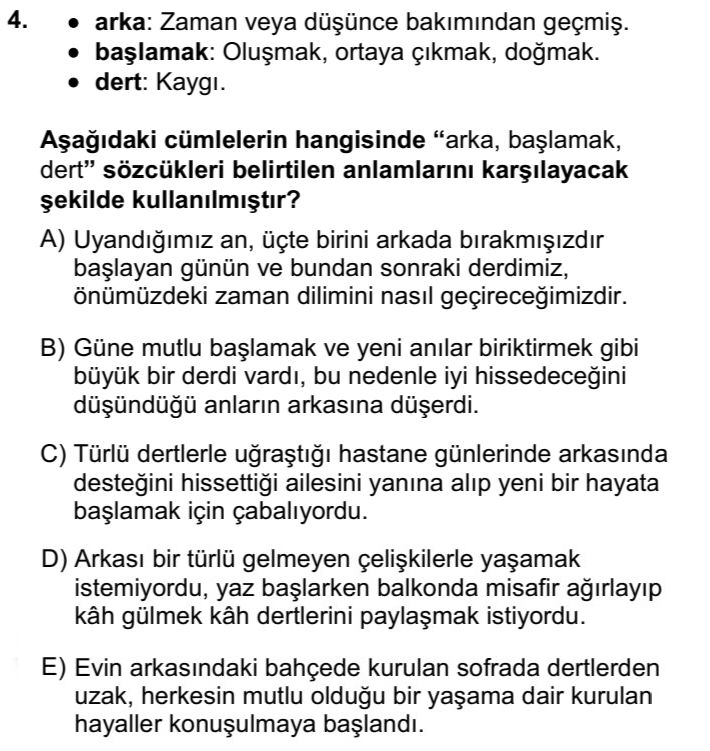 4. • arka: Zaman veya düşünce bakımından geçmiş.
• başlamak: Oluşmak, ortaya çıkmak, doğmak.
• dert: Kaygı.
Aşağıdaki cümlelerin hangisinde “arka, başlamak,
dert” sözcükleri belirtilen anlamlarını karşılayacak
şekilde kullanılmıştır?
A) Uyandığımız an, üçte birini arkada bırakmışızdır
başlayan günün ve bundan sonraki derdimiz,
önümüzdeki zaman dilimini nasıl geçireceğimizdir.
B) Güne mutlu başlamak ve yeni anılar biriktirmek gibi
büyük bir derdi vardı, bu nedenle iyi hissedeceğini
düşündüğü anların arkasına düşerdi.
C) Türlü dertlerle uğraştığı hastane günlerinde arkasında
desteğini hissettiği ailesini yanına alıp yeni bir hayata
başlamak için çabalıyordu.
D) Arkası bir türlü gelmeyen çelişkilerle yaşamak
istemiyordu, yaz başlarken balkonda misafir ağırlayıp
kâh gülmek kâh dertlerini paylaşmak istiyordu.
E) Evin arkasındaki bahçede kurulan sofrada dertlerden
uzak, herkesin mutlu olduğu bir yaşama dair kurulan
hayaller konuşulmaya başlandı.